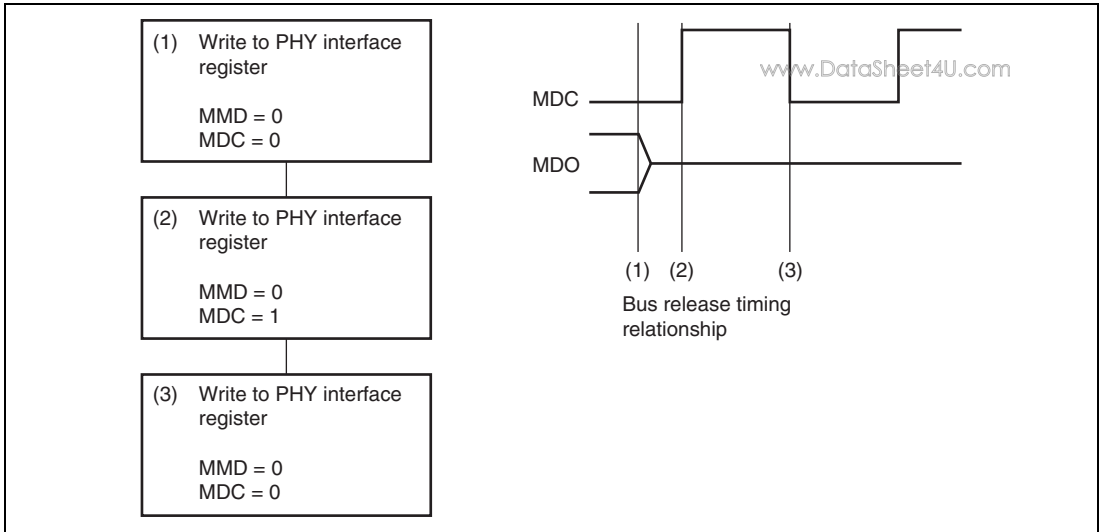 (1) Write to PHY interface
register
MMD = 0
MDC = 0
(2) Write to PHY interface
register
MMD = 0
MDC = 1
(3) Write to PHY interface
register
MMD = 0
MDC = 0
www.DataSheet4U.com
MDC
MDO
(1) (2) (3)
Bus release timing
relationship